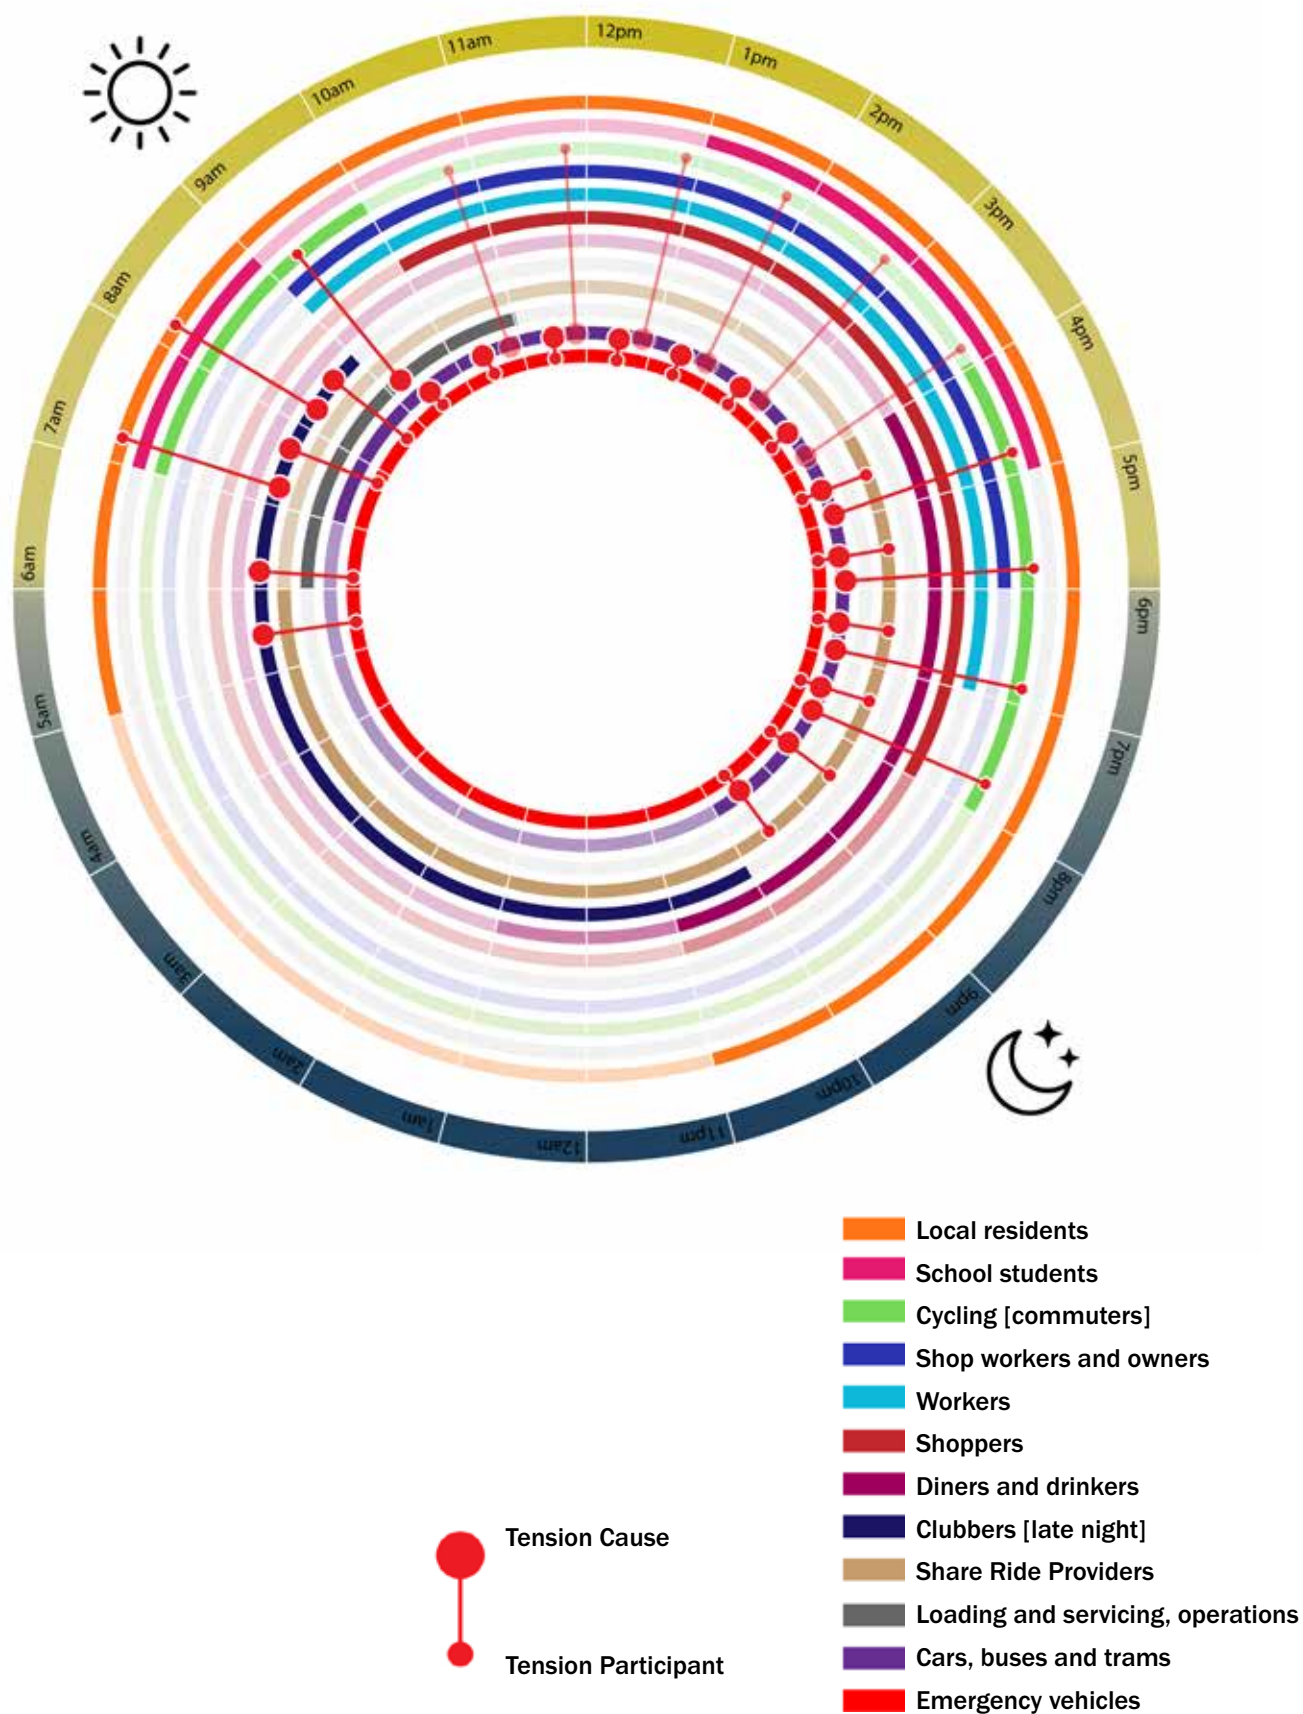 12pm
1pm
2pm
3pm
4pm
5pm
6pm
7pm
8pm
9pm
10pm
11pm
12am
1am
2am
3am
4am
5am
6am
7am
8am
9am
10am
11am
Local residents
School students
Cycling [commuters]
Shop workers and owners
Workers
Shoppers
Diners and drinkers
Clubbers [late night]
Share Ride Providers
Loading and servicing, operations
Cars, buses and trams
Emergency vehicles
Tension Cause
Tension Participant